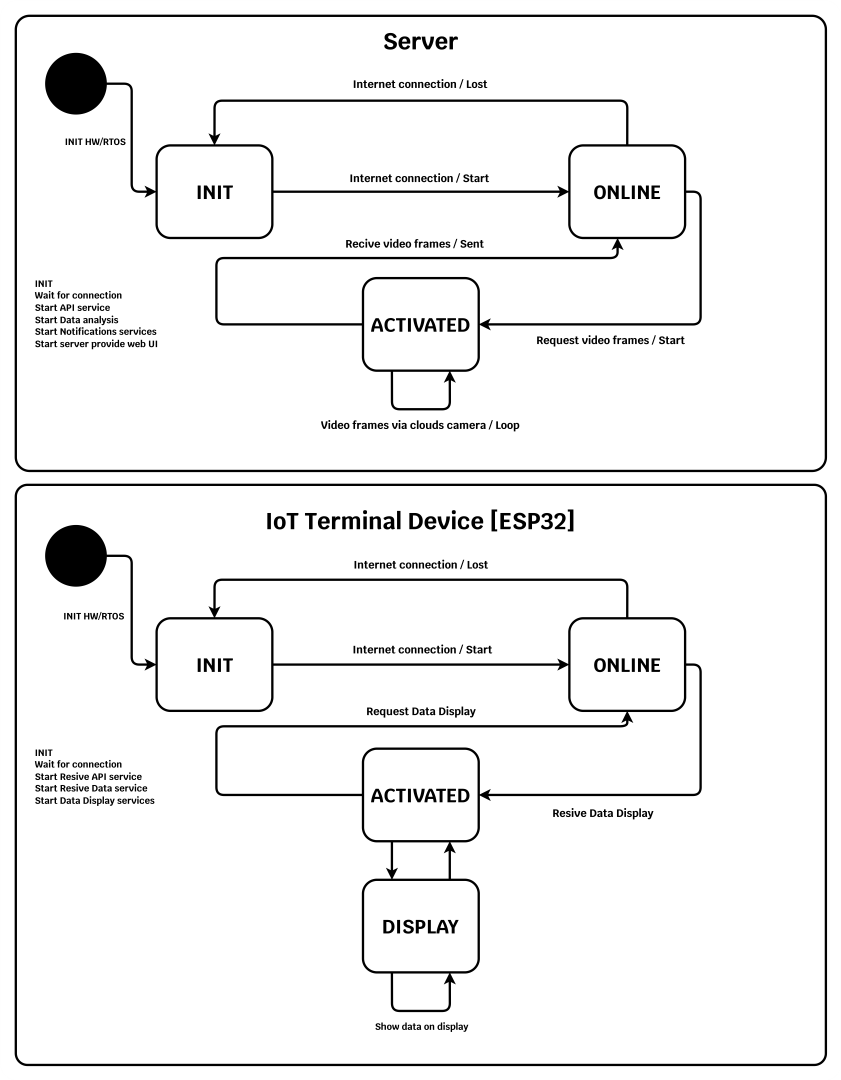 Server
Internet connection / Lost
INIT HW/RTOS
INIT
Internet connection / Start
ONLINE
Recive video frames / Sent
INIT
Wait for connection
Start API service
Start Data analysis
Start Notifications services
Start server provide web UI
ACTIVATED
Request video frames / Start
Video frames via clouds camera / Loop
IoT Terminal Device [ESP32]
Internet connection / Lost
INIT HW/RTOS
INIT
Internet connection / Start
ONLINE
Request Data Display
INIT
Wait for connection
Start Resive API service
Start Resive Data service
Start Data Display services
ACTIVATED
Resive Data Display
DISPLAY
Show data on display